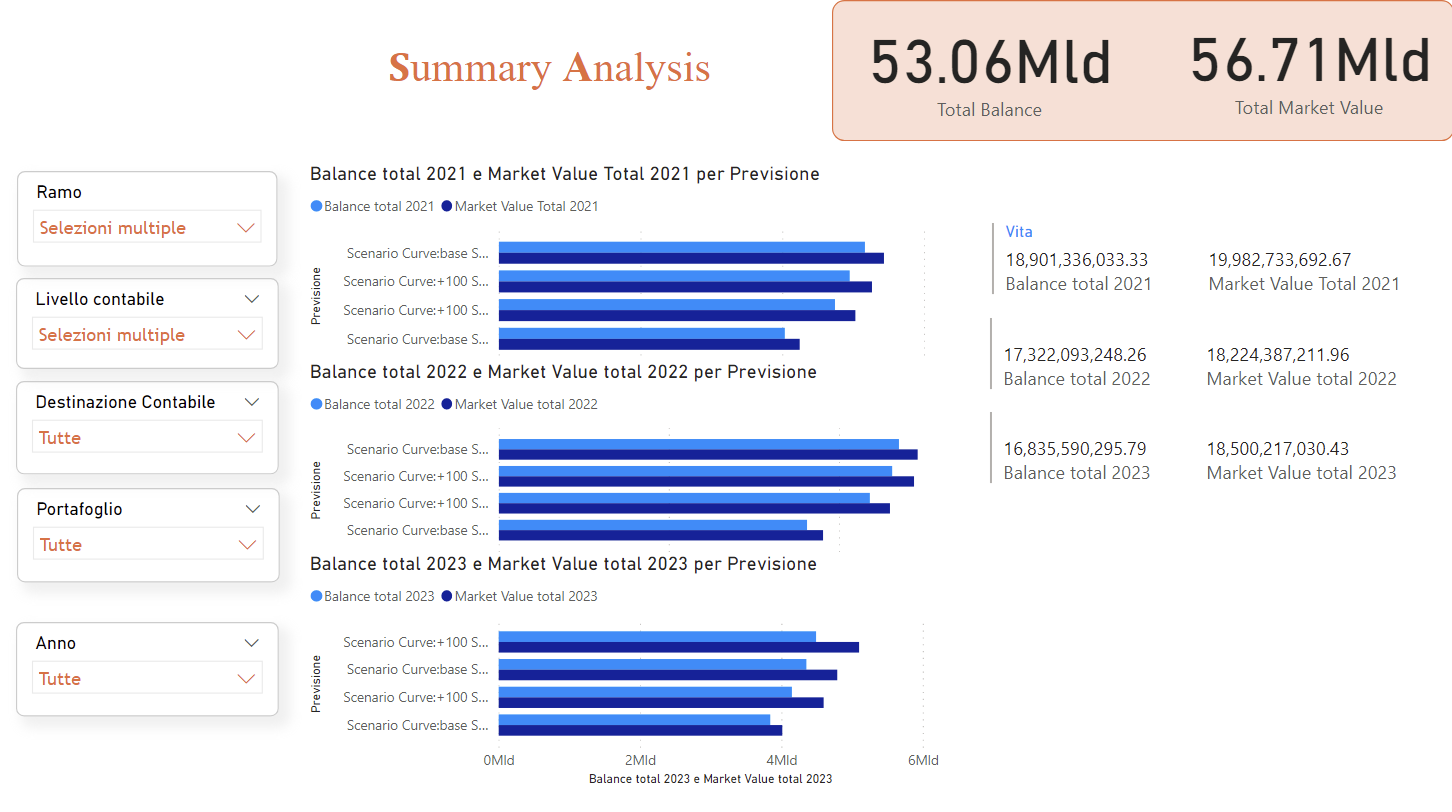 Summary Analysis
53.06Mld
Total Balance
56.71Mld
Total Market Value
Ramo
Selezioni multiple
Livello contabile
Selezioni multiple
Destinazione Contabile
Tutte
Portafoglio
Tutte
Anno
Tutte
Balance total 2021 e Market Value Total 2021 per Previsione
Balance total 2021 Market Value Total 2021
Previsione
Scenario Curve:base S...
Scenario Curve:+100 S...
Scenario Curve:+100 S...
Scenario Curve:base S...
Balance total 2022 e Market Value total 2022 per Previsione
Balance total 2022 Market Value total 2022
Previsione
Scenario Curve:base S...
Scenario Curve:+100 S...
Scenario Curve:+100 S...
Scenario Curve:base S...
Balance total 2023 e Market Value total 2023 per Previsione
Balance total 2023 Market Value total 2023
Previsione
Scenario Curve:+100 S...
Scenario Curve:base S...
Scenario Curve:+100 S...
Scenario Curve:base S...
0Mld 2Mld 4Mld 6Mld
Balance total 2023 e Market Value total 2023
Vita
18,901,336,033.33 19,982,733,692.67
Balance total 2021 Market Value Total 2021
17,322,093,248.26 18,224,387,211.96
Balance total 2022 Market Value total 2022
16,835,590,295.79 18,500,217,030.43
Balance total 2023 Market Value total 2023